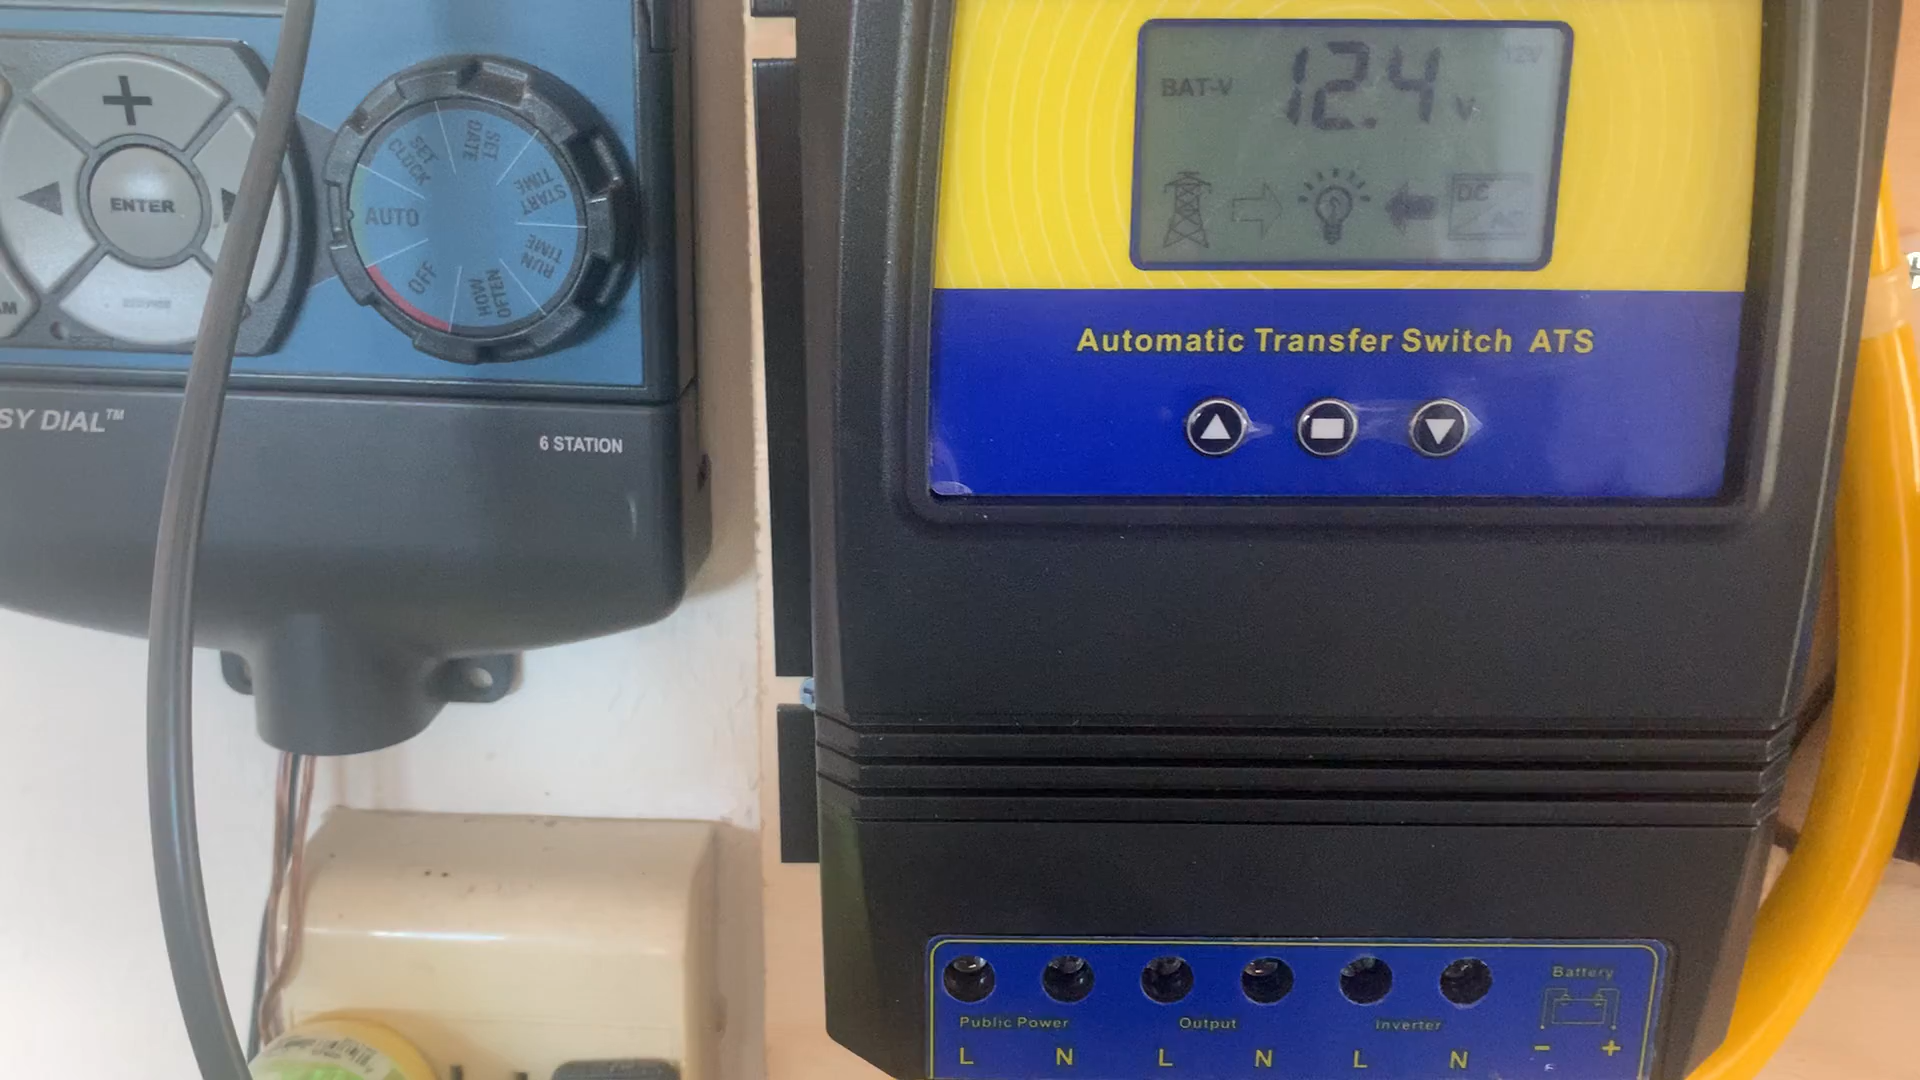 ENTER
SET CLOCK
SET DATE
START TIME
RUN TIME
HOW OFTEN
OFF
AUTO
SY DIAL™
6 STATION
BAT-V 12.4 V
12V
DC
AC
Automatic Transfer Switch ATS
Public Power
Output
Inverter
Battery
L N L N L N - +